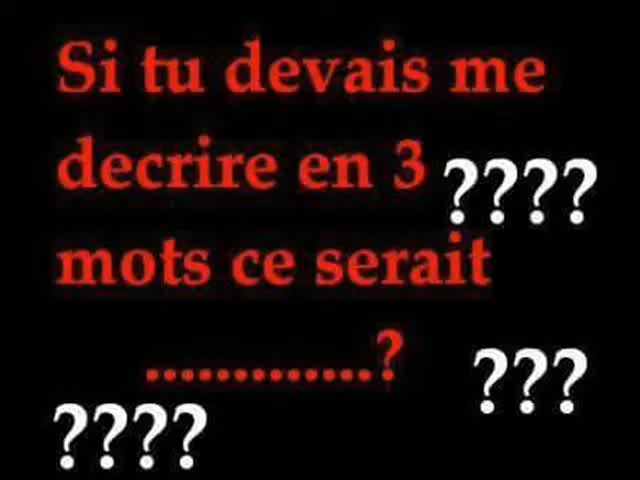 Si tu devais me
decrire en 3 ????
mots ce serait
.............?
???
????